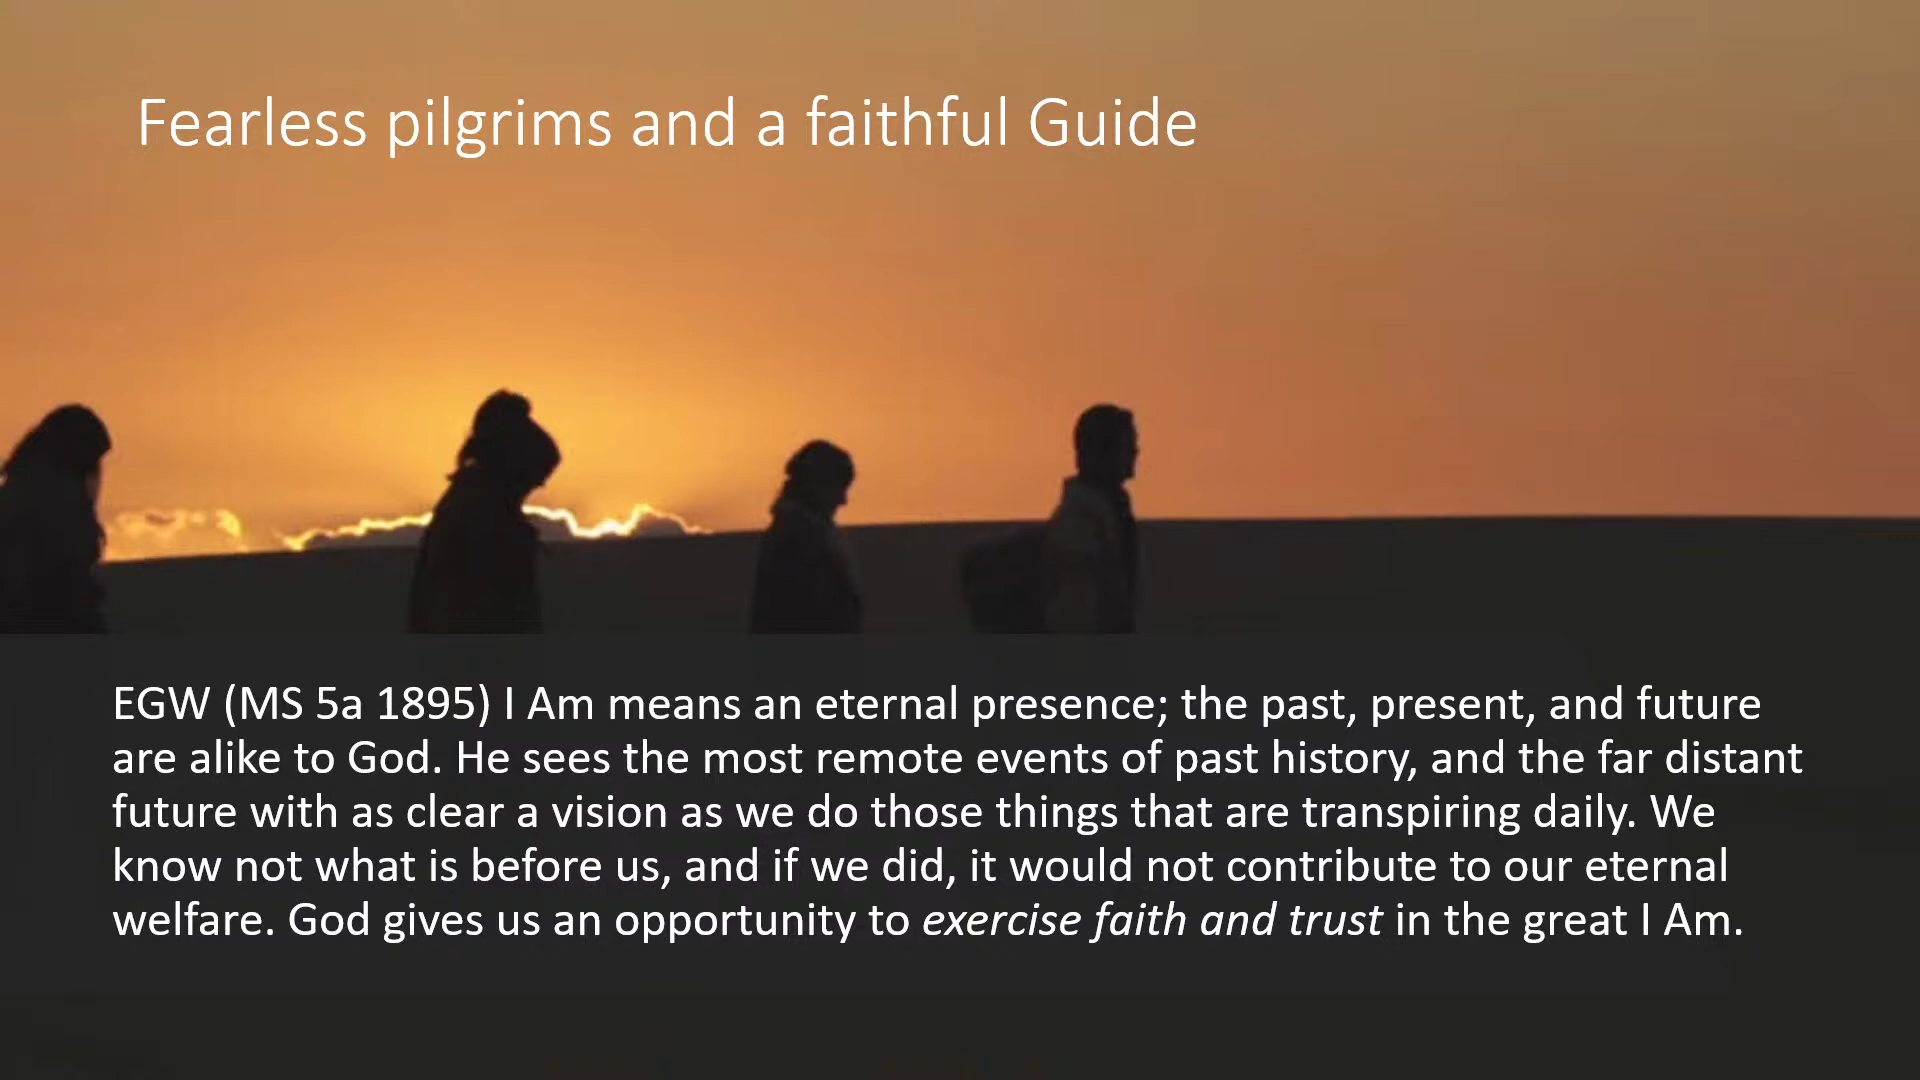 Fearless pilgrims and a faithful Guide
EGW (MS 5a 1895) I Am means an eternal presence; the past, present, and future
are alike to God. He sees the most remote events of past history, and the far distant
future with as clear a vision as we do those things that are transpiring daily. We
know not what is before us, and if we did, it would not contribute to our eternal
welfare. God gives us an opportunity to exercise faith and trust in the great I Am.